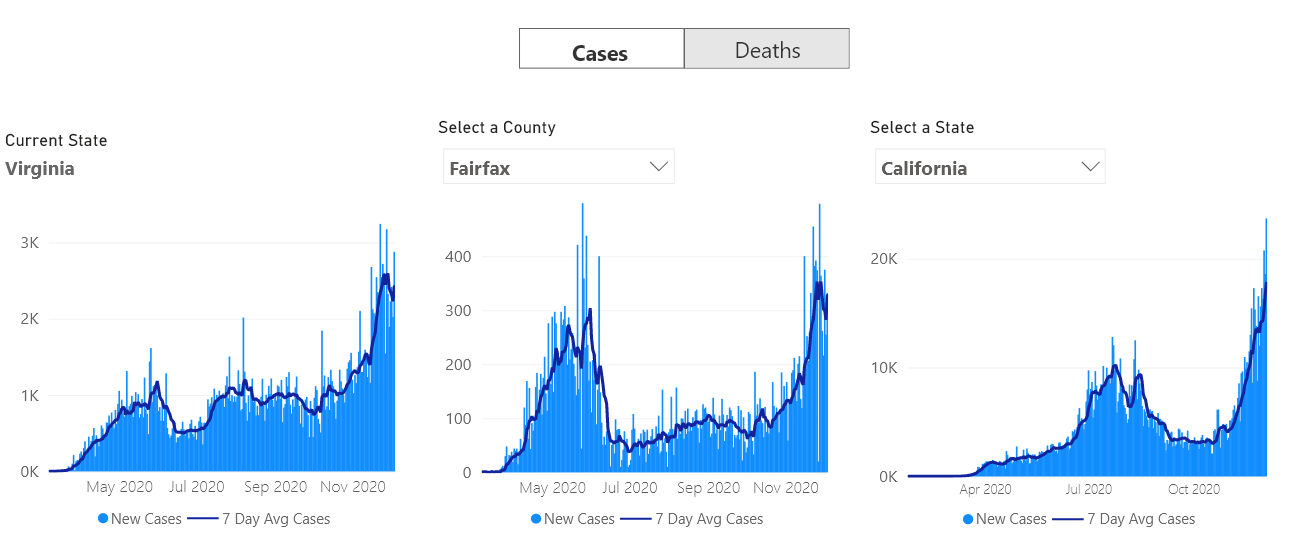 Cases Deaths
Current State
Virginia
3K
2K
1K
0K
May 2020 Jul 2020 Sep 2020 Nov 2020
New Cases 7 Day Avg Cases
Select a County
Fairfax
400
300
200
100
0
May 2020 Jul 2020 Sep 2020 Nov 2020
New Cases 7 Day Avg Cases
Select a State
California
20K
10K
0K
Apr 2020 Jul 2020 Oct 2020
New Cases 7 Day Avg Cases